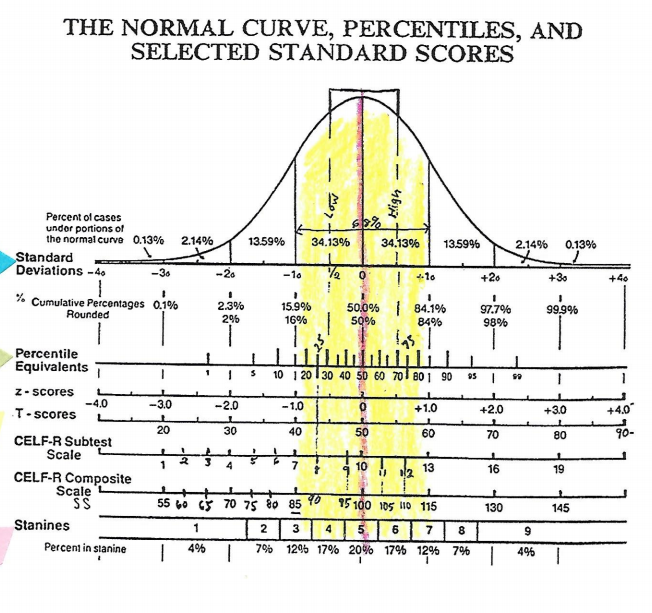 THE NORMAL CURVE, PERCENTILES, AND
SELECTED STANDARD SCORES
Low High
68%
Percent of cases
under portions of
the normal curve 0.13% 2.14% 13.59% 34.13% 34.13% 13.59% 2.14% 0.13%
Standard
Deviations -4σ -3σ -2σ -1σ ½ 0 +1σ +2σ +3σ +4σ
% Cumulative Percentages 0.1% 2.3% 15.9% 50.0% 84.1% 97.7% 99.9%
Rounded 2% 16% 50% 84% 98%
25 75
Percentile
Equivalents 1 5 10 20 30 40 50 60 70 80 90 95 99
z - scores
-4.0 -3.0 -2.0 -1.0 0 +1.0 +2.0 +3.0 +4.0
T - scores
20 30 40 50 60 70 80 90
CELF-R Subtest
Scale 1 2 3 4 5 6 7 8 9 10 11 12 13 16 19
CELF-R Composite
Scale
SS 55 60 65 70 75 80 85 90 95 100 105 110 115 130 145
Stanines 1 2 3 4 5 6 7 8 9
Percent in stanine 4% 7% 12% 17% 20% 17% 12% 7% 4%